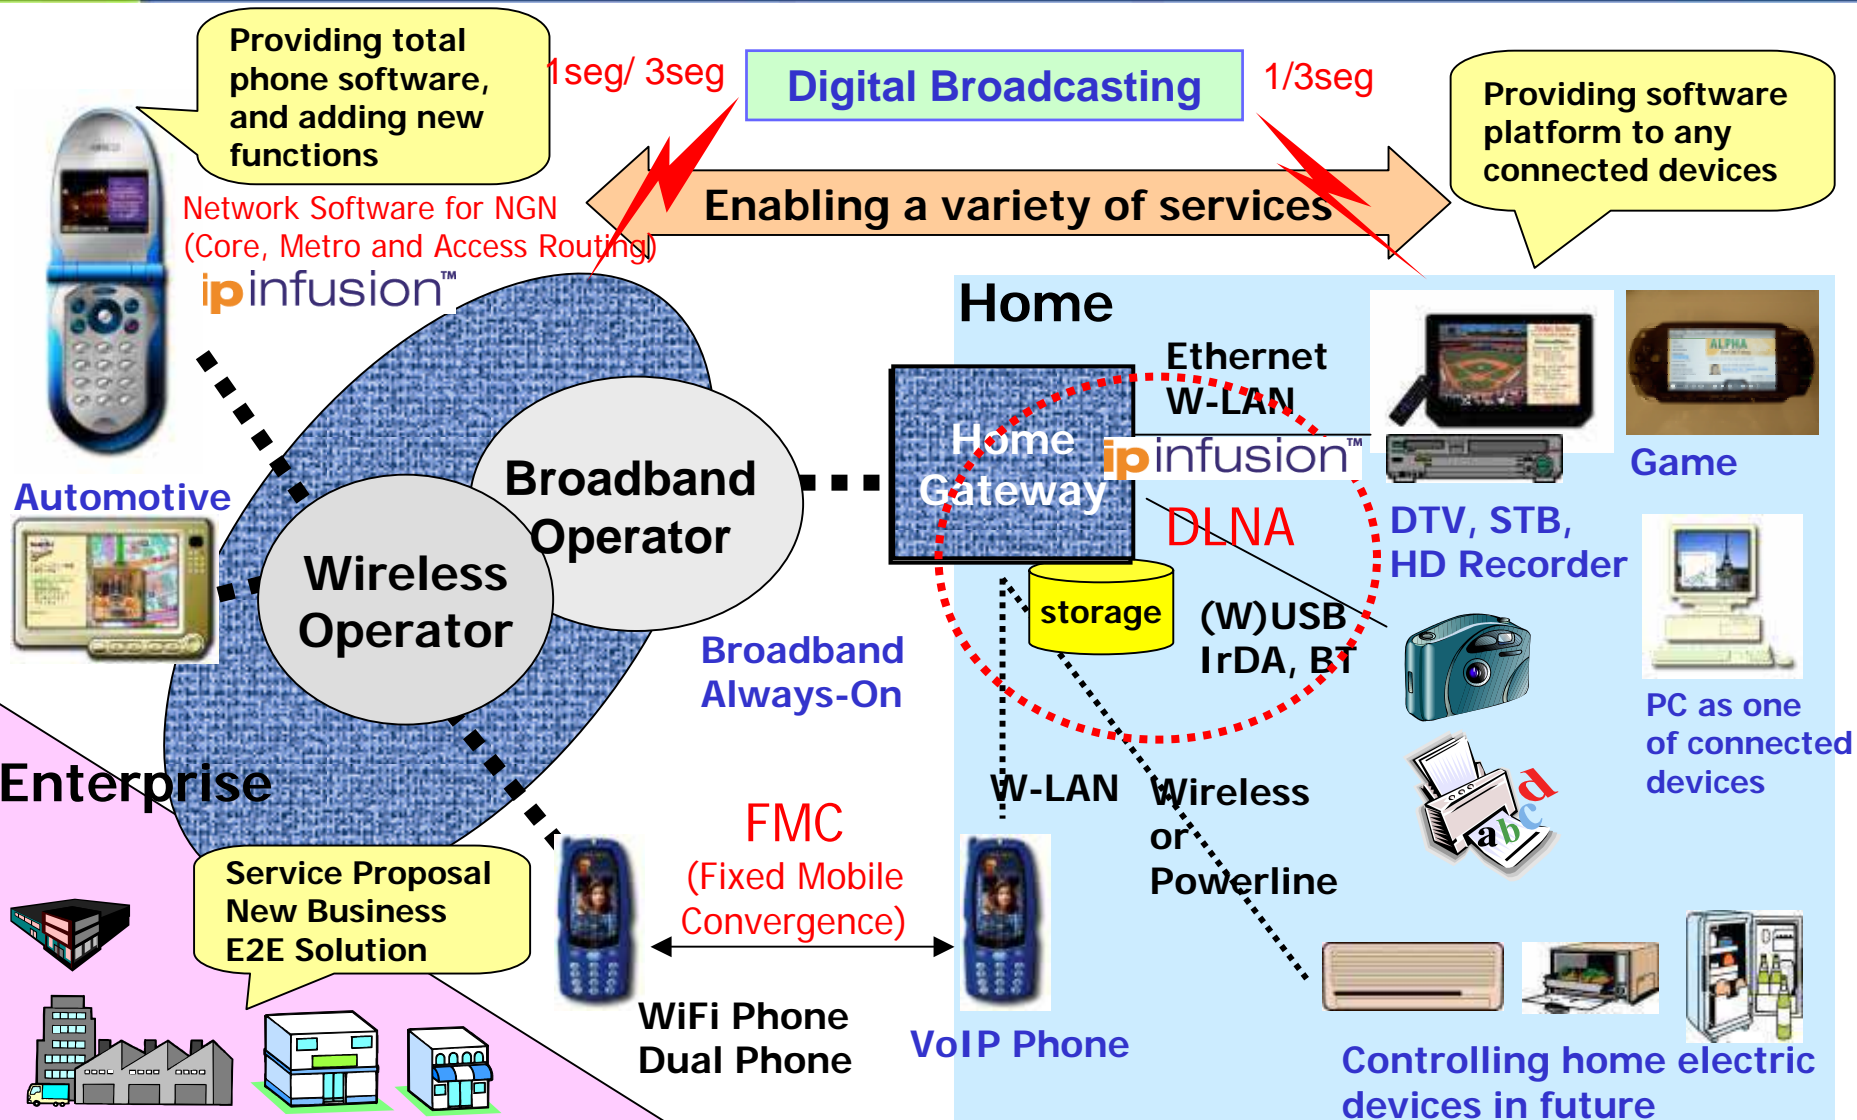 Providing total
phone software,
and adding new
functions
1seg/ 3seg
Digital Broadcasting
1/3seg
Providing software
platform to any
connected devices
Enabling a variety of services
Network Software for NGN
(Core, Metro and Access Routing)
ipinfusion™
Home
Ethernet
W-LAN
Home
Gateway
ipinfusion™
ALPHA
Game
Automotive
Broadband
Operator
Wireless
Operator
DLNA
DTV, STB,
HD Recorder
storage
(W)USB
IrDA, BT
Broadband
Always-On
PC as one
of connected
devices
Enterprise
W-LAN
Wireless
or
Powerline
abcd
FMC
(Fixed Mobile
Convergence)
Service Proposal
New Business
E2E Solution
WiFi Phone
Dual Phone
VoIP Phone
Controlling home electric
devices in future